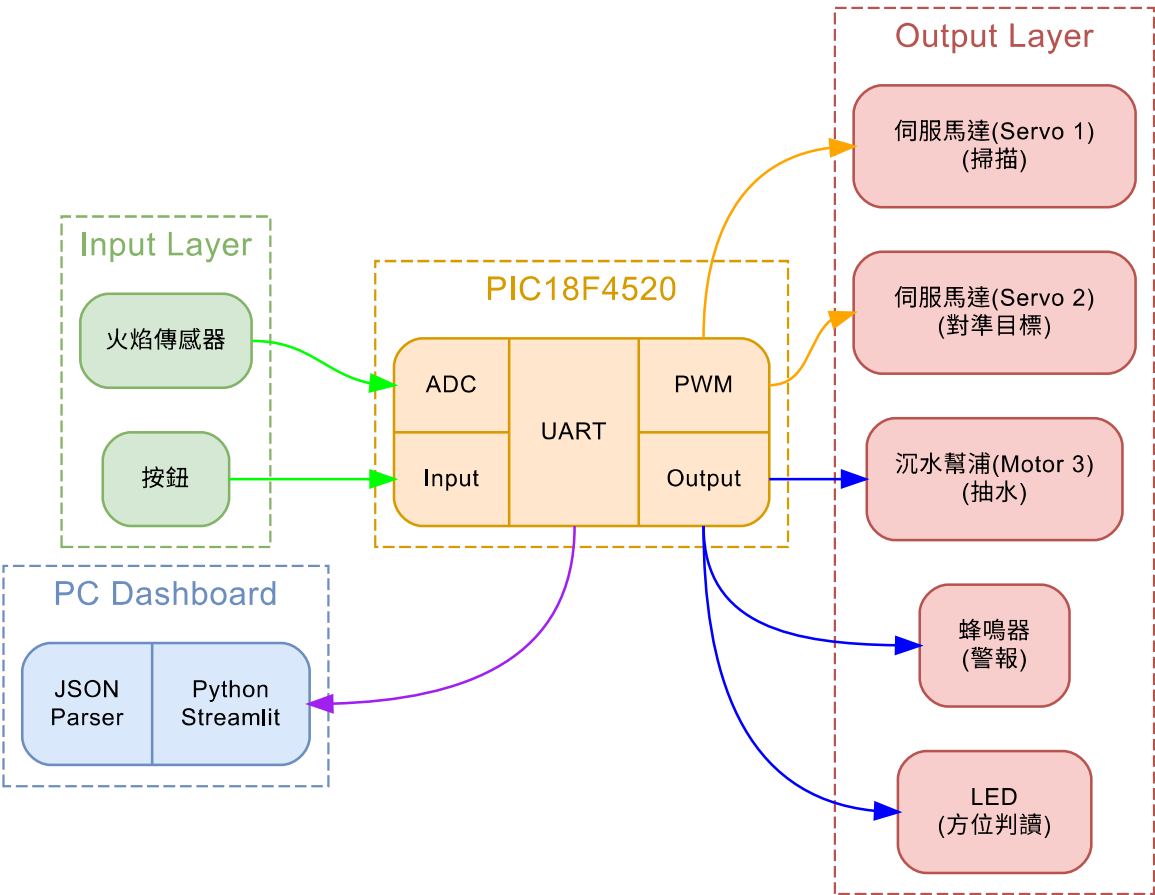 Input Layer
火焰傳感器
按鈕
PC Dashboard
JSON
Parser
Python
Streamlit
PIC18F4520
ADC
Input
UART
PWM
Output
Output Layer
伺服馬達(Servo 1)
(掃描)
伺服馬達(Servo 2)
(對準目標)
沉水幫浦(Motor 3)
(抽水)
蜂鳴器
(警報)
LED
(方位判讀)